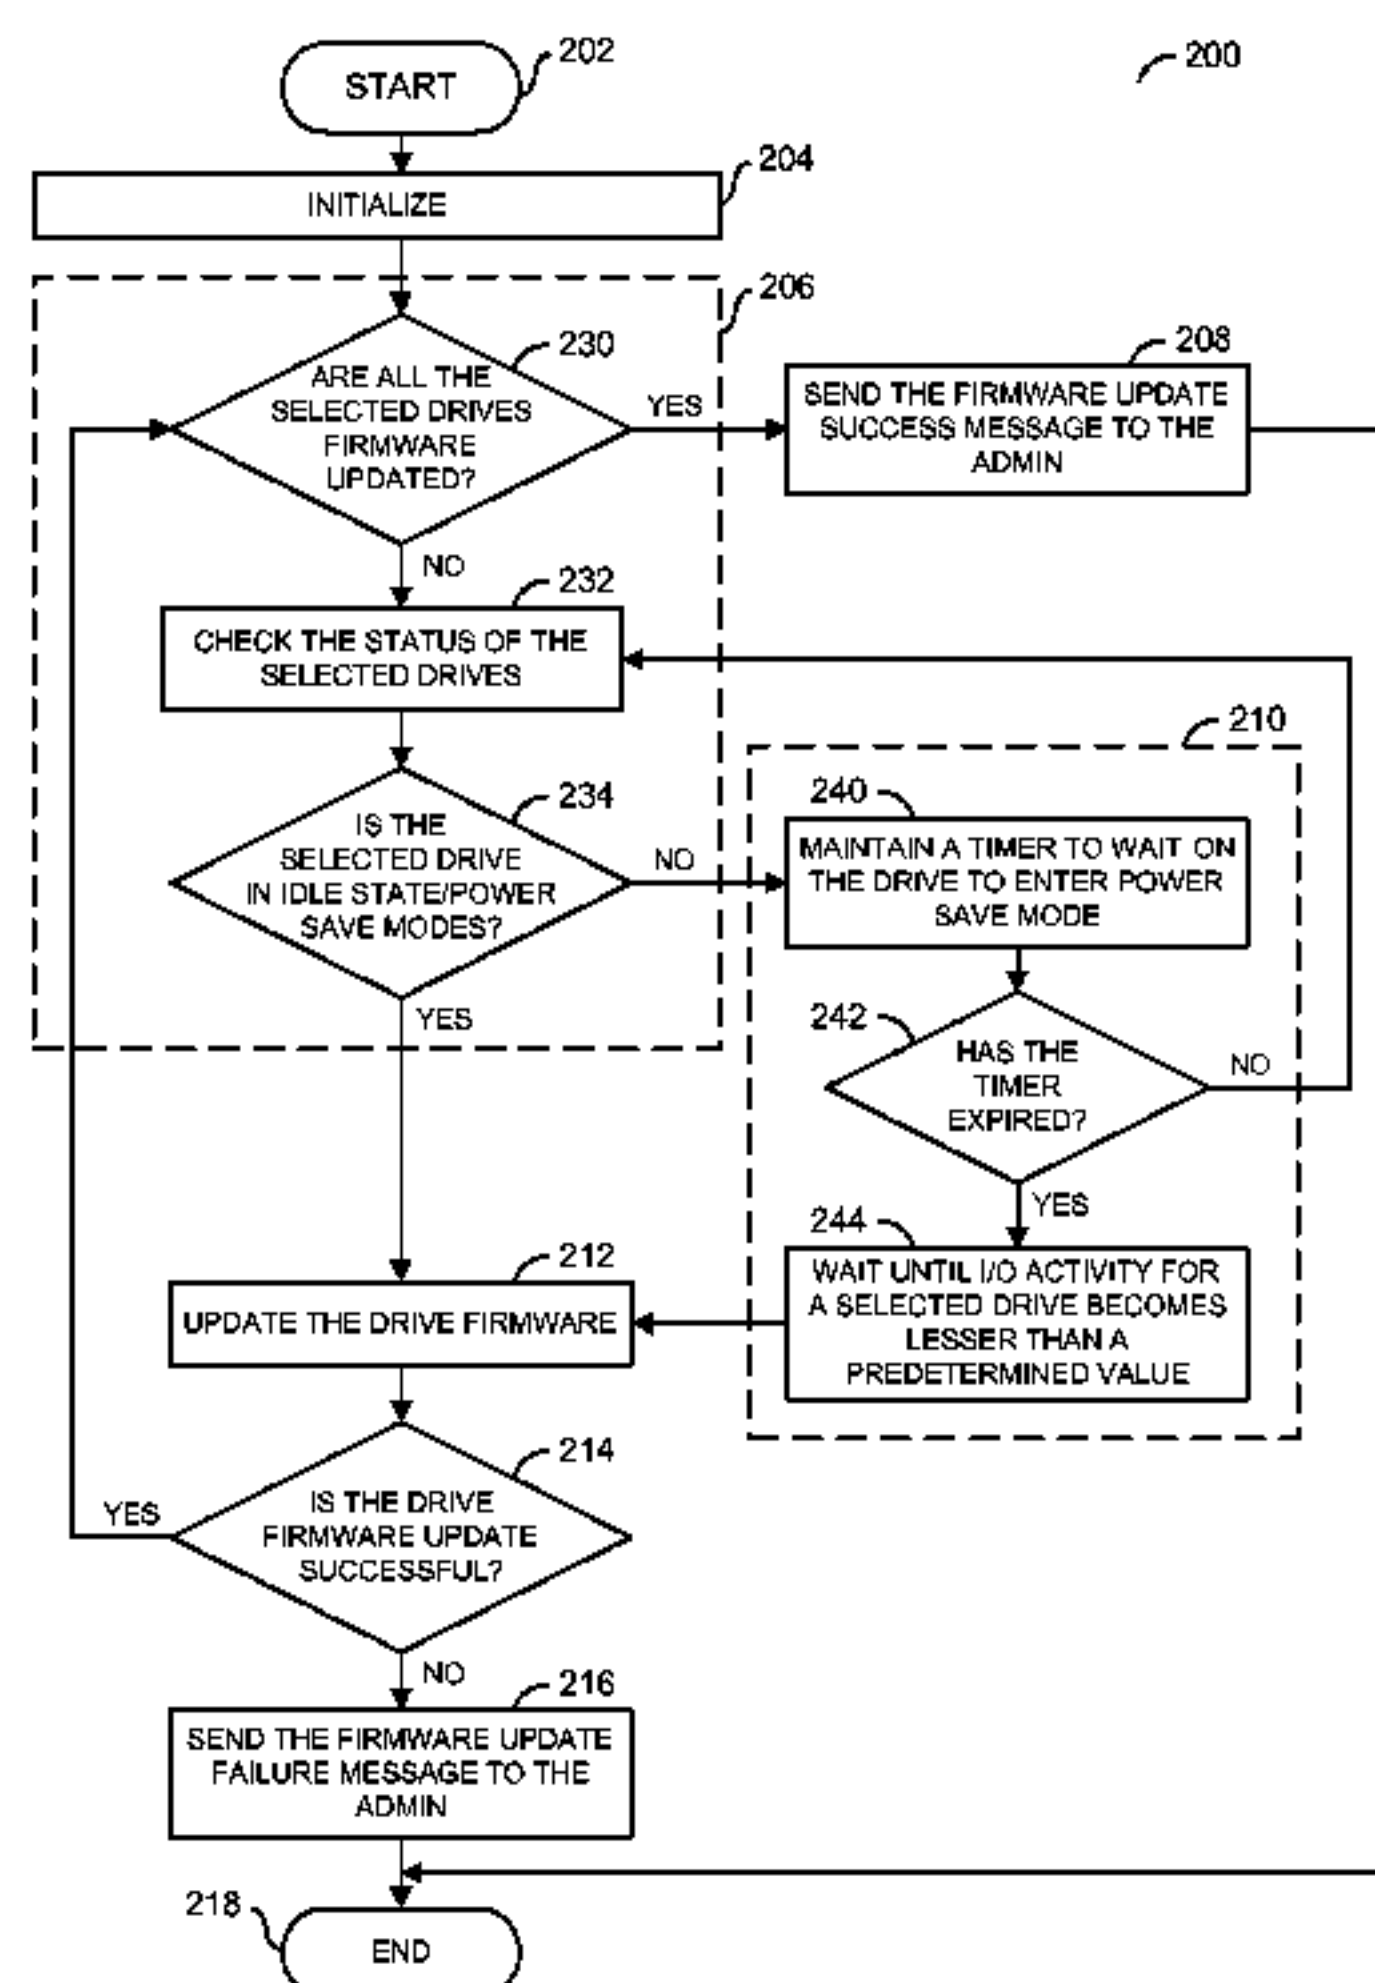 202
START
200
204
INITIALIZE
206
230
ARE ALL THE
SELECTED DRIVES
FIRMWARE
UPDATED?
YES
208
SEND THE FIRMWARE UPDATE
SUCCESS MESSAGE TO THE
ADMIN
NO
232
CHECK THE STATUS OF THE
SELECTED DRIVES
210
234
IS THE
SELECTED DRIVE
IN IDLE STATE/POWER
SAVE MODES?
NO
240
MAINTAIN A TIMER TO WAIT ON
THE DRIVE TO ENTER POWER
SAVE MODE
YES
242
HAS THE
TIMER
EXPIRED?
NO
YES
244
WAIT UNTIL I/O ACTIVITY FOR
A SELECTED DRIVE BECOMES
LESSER THAN A
PREDETERMINED VALUE
212
UPDATE THE DRIVE FIRMWARE
214
IS THE DRIVE
FIRMWARE UPDATE
SUCCESSFUL?
YES
NO
216
SEND THE FIRMWARE UPDATE
FAILURE MESSAGE TO THE
ADMIN
218
END